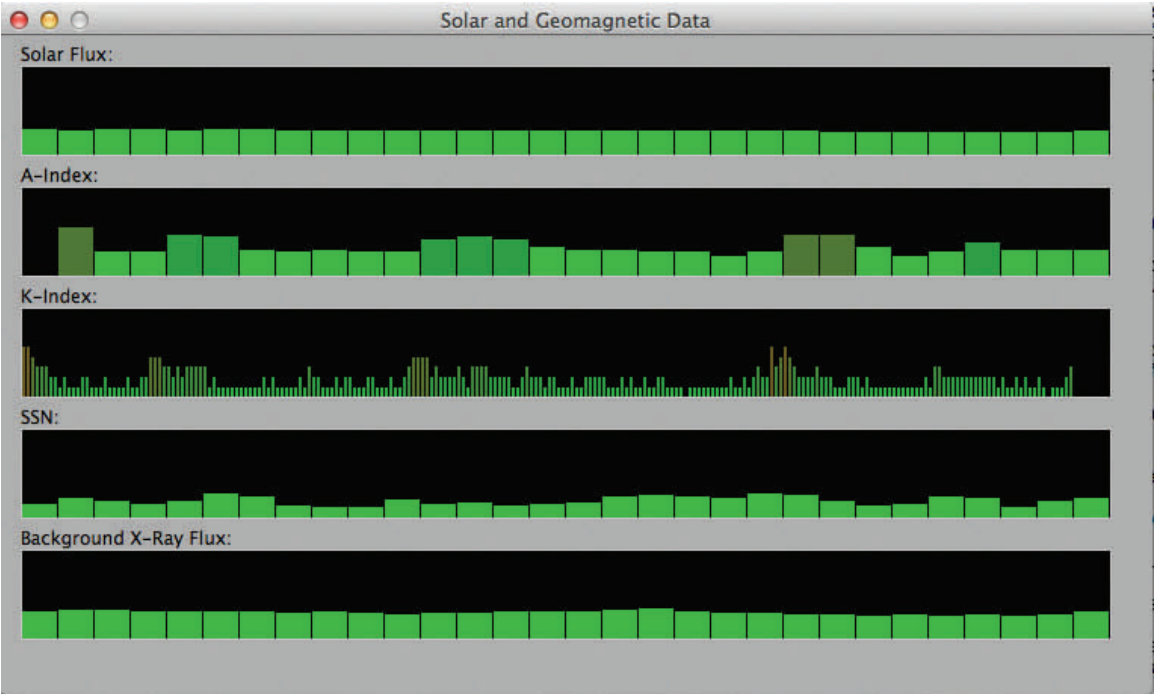 Solar and Geomagnetic Data
Solar Flux:
A-Index:
K-Index:
SSN:
Background X-Ray Flux: